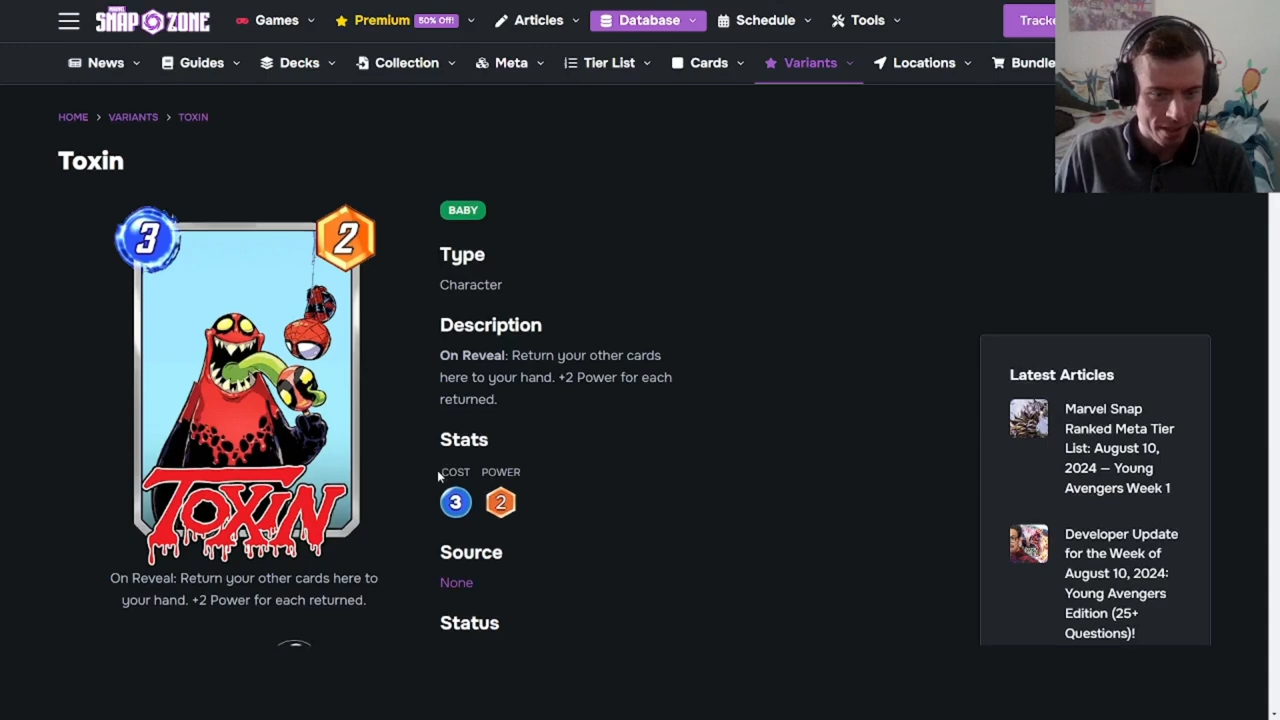 MARVEL
SNAP ZONE
Games
Premium 50% Off!
Articles
Database
Schedule
Tools
News
Guides
Decks
Collection
Meta
Tier List
Cards
Variants
Locations
HOME > VARIANTS > TOXIN
Toxin
3
2
TOXIN
On Reveal: Return your other cards here to
your hand. +2 Power for each returned.
BABY
Type
Character
Description
On Reveal: Return your other cards
here to your hand. +2 Power for each
returned.
Stats
COST POWER
3 2
Source
None
Status
Latest Articles
Marvel Snap
Ranked Meta Tier
List: August 10,
2024 — Young
Avengers Week 1
Developer Update
for the Week of
August 10, 2024:
Young Avengers
Edition (25+
Questions)!